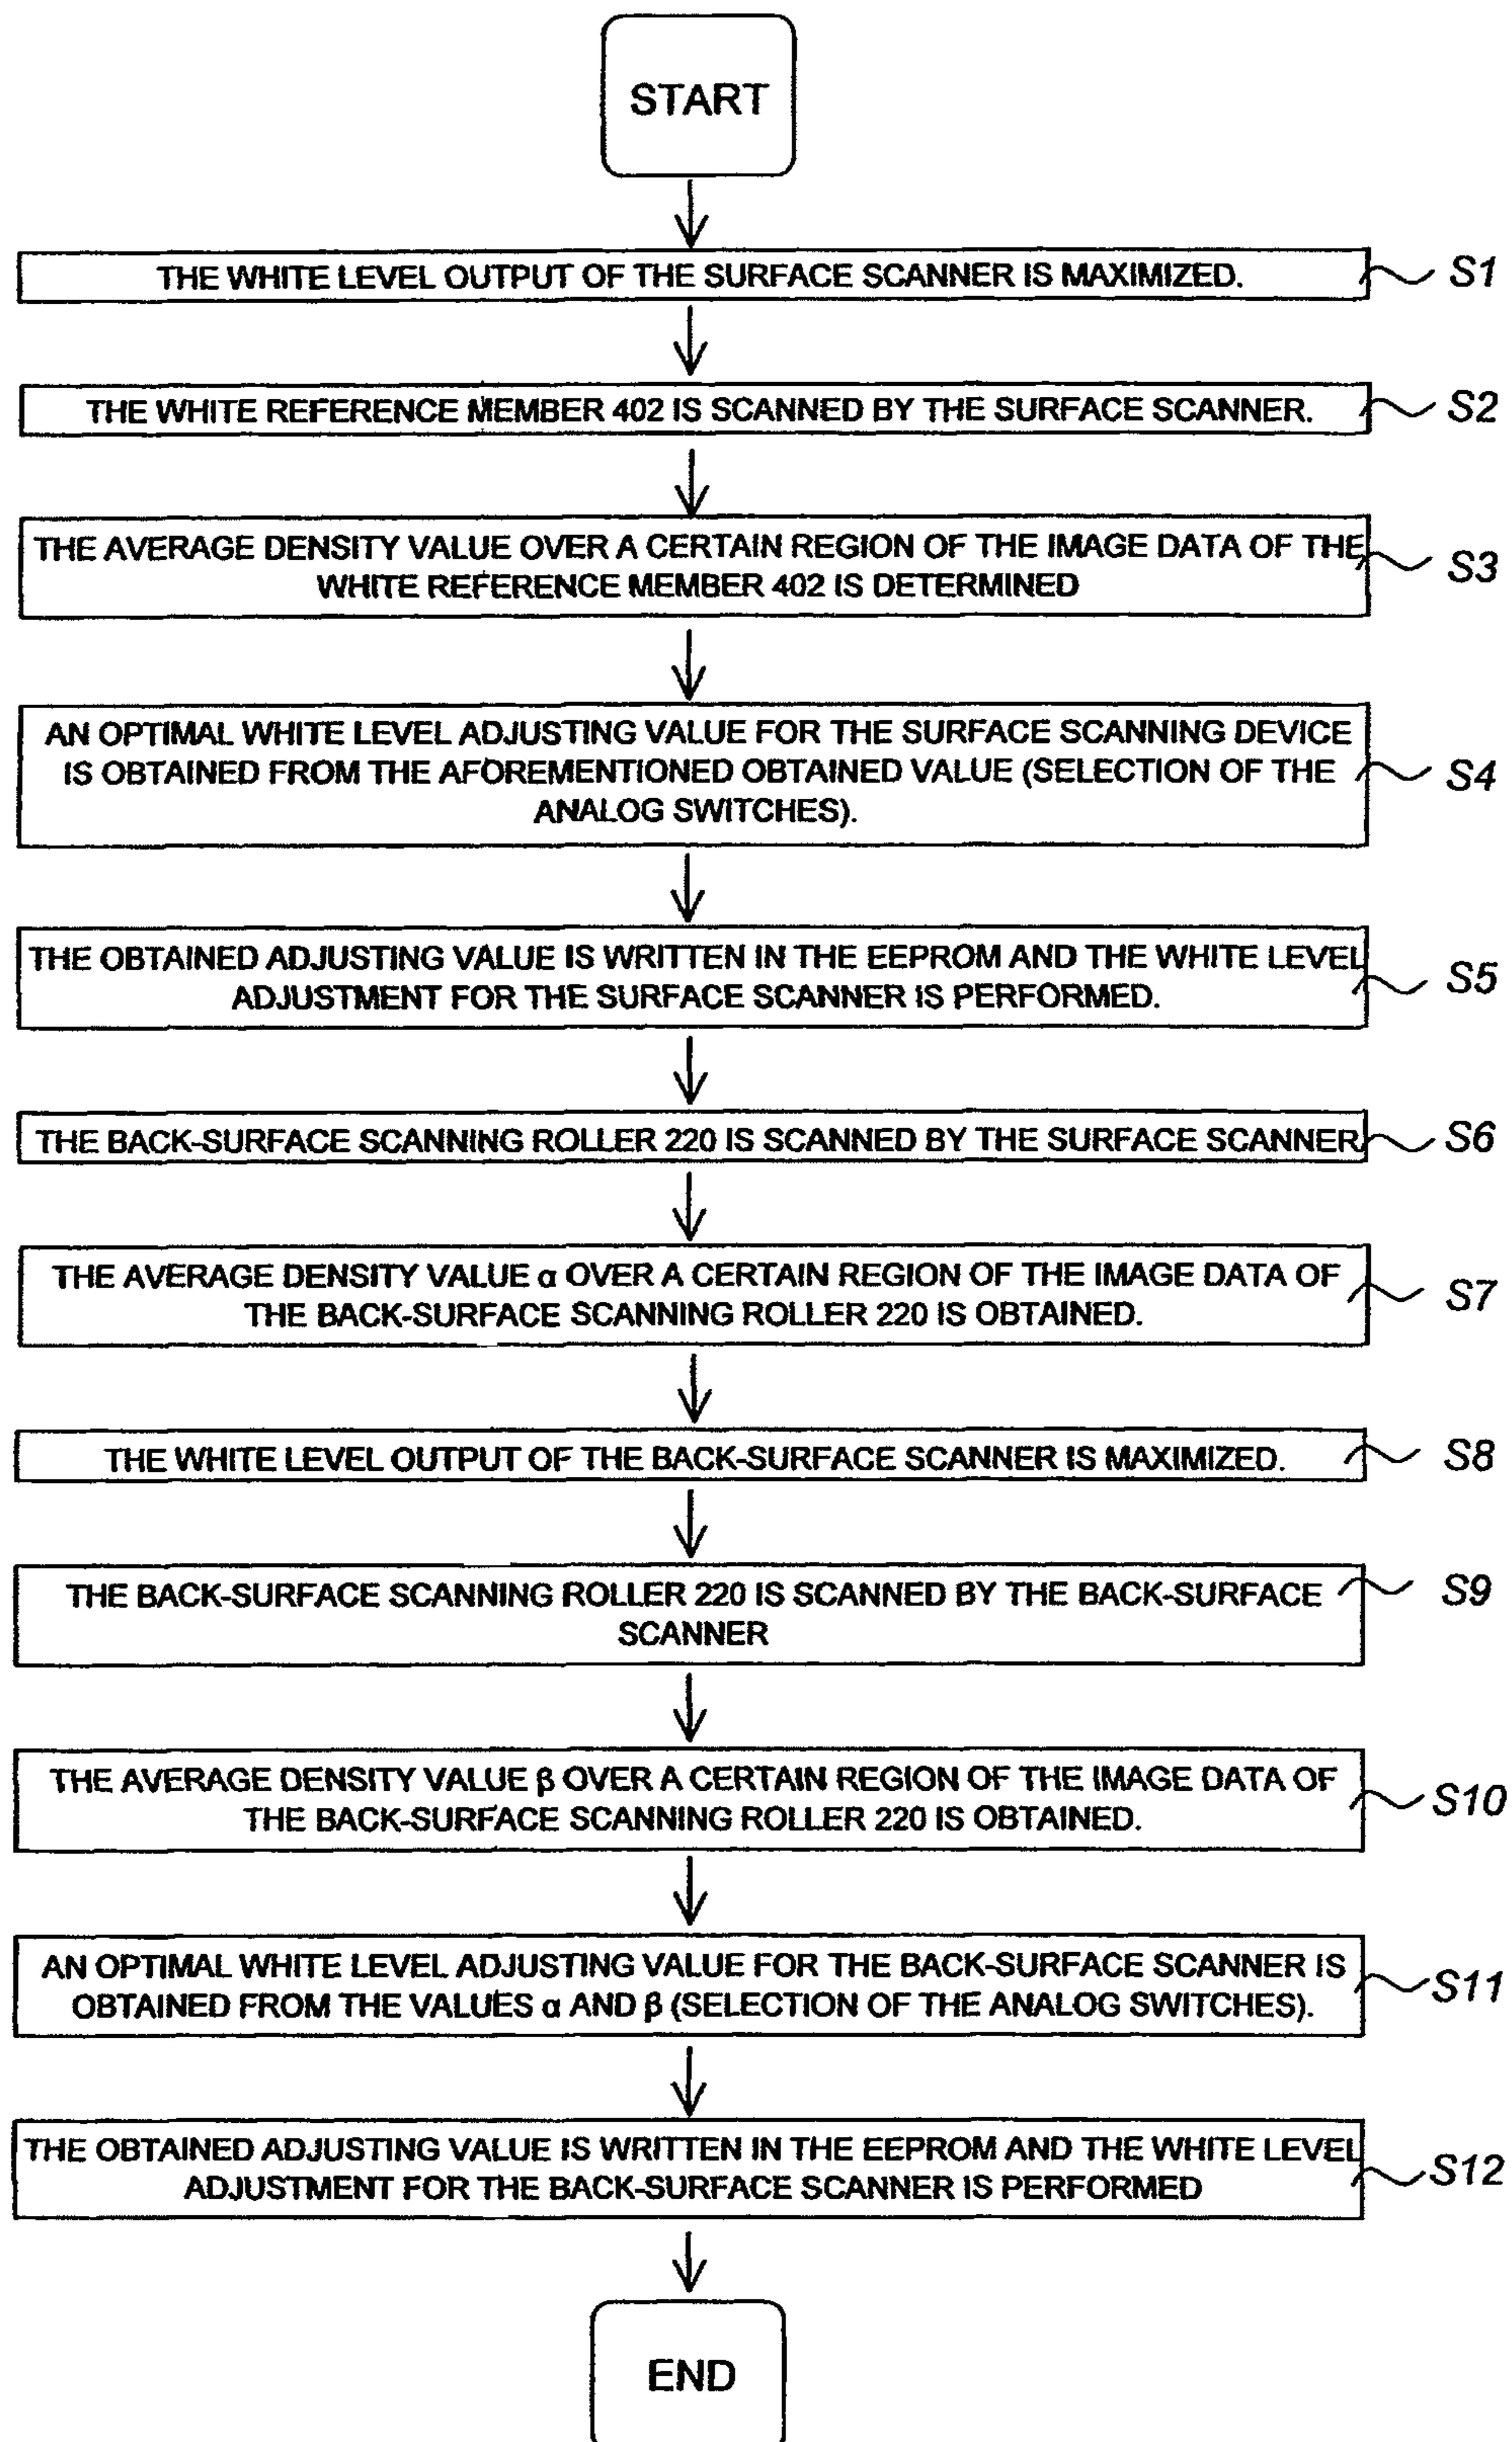 START
THE WHITE LEVEL OUTPUT OF THE SURFACE SCANNER IS MAXIMIZED.
S1
THE WHITE REFERENCE MEMBER 402 IS SCANNED BY THE SURFACE SCANNER.
S2
THE AVERAGE DENSITY VALUE OVER A CERTAIN REGION OF THE IMAGE DATA OF THE
WHITE REFERENCE MEMBER 402 IS DETERMINED
S3
AN OPTIMAL WHITE LEVEL ADJUSTING VALUE FOR THE SURFACE SCANNING DEVICE
IS OBTAINED FROM THE AFOREMENTIONED OBTAINED VALUE (SELECTION OF THE
ANALOG SWITCHES).
S4
THE OBTAINED ADJUSTING VALUE IS WRITTEN IN THE EEPROM AND THE WHITE LEVEL
ADJUSTMENT FOR THE SURFACE SCANNER IS PERFORMED.
S5
THE BACK-SURFACE SCANNING ROLLER 220 IS SCANNED BY THE SURFACE SCANNER.
S6
THE AVERAGE DENSITY VALUE α OVER A CERTAIN REGION OF THE IMAGE DATA OF
THE BACK-SURFACE SCANNING ROLLER 220 IS OBTAINED.
S7
THE WHITE LEVEL OUTPUT OF THE BACK-SURFACE SCANNER IS MAXIMIZED.
S8
THE BACK-SURFACE SCANNING ROLLER 220 IS SCANNED BY THE BACK-SURFACE
SCANNER
S9
THE AVERAGE DENSITY VALUE β OVER A CERTAIN REGION OF THE IMAGE DATA OF
THE BACK-SURFACE SCANNING ROLLER 220 IS OBTAINED.
S10
AN OPTIMAL WHITE LEVEL ADJUSTING VALUE FOR THE BACK-SURFACE SCANNER IS
OBTAINED FROM THE VALUES α AND β (SELECTION OF THE ANALOG SWITCHES).
S11
THE OBTAINED ADJUSTING VALUE IS WRITTEN IN THE EEPROM AND THE WHITE LEVEL
ADJUSTMENT FOR THE BACK-SURFACE SCANNER IS PERFORMED
S12
END